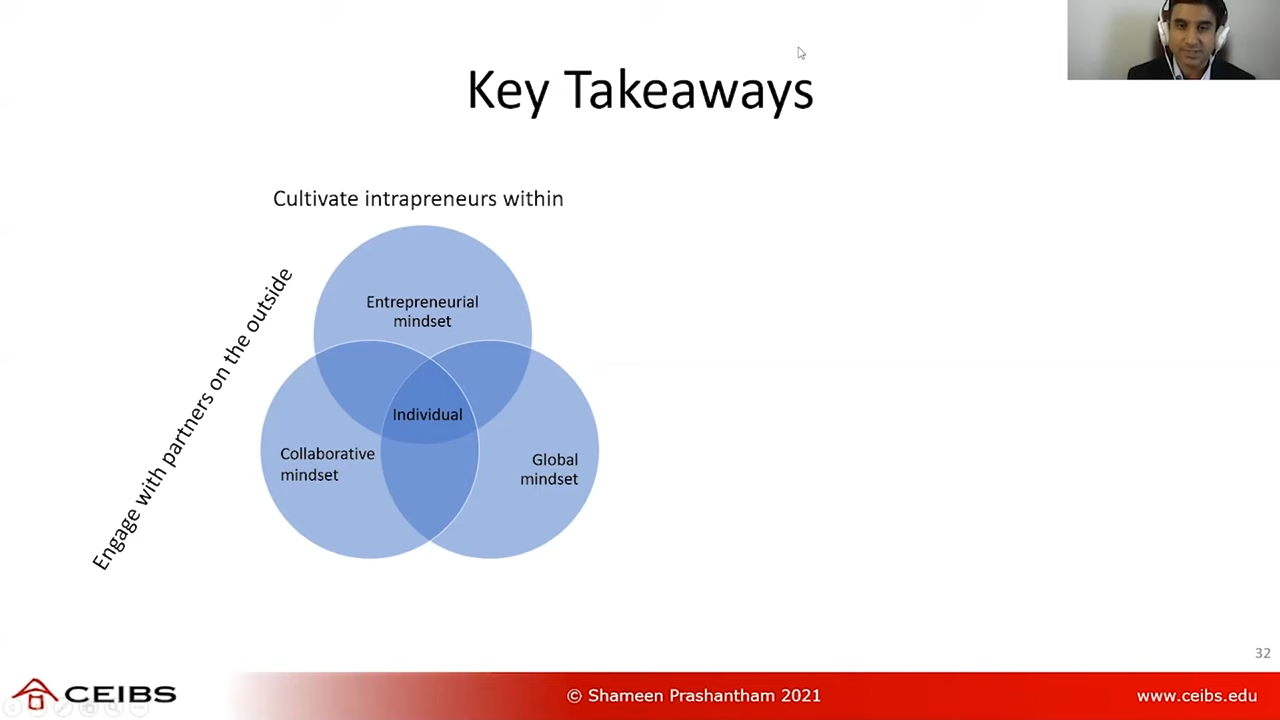 Key Takeaways
Cultivate intrapreneurs within
Engage with partners on the outside
Entrepreneurial
mindset
Individual
Collaborative
mindset
Global
mindset
32
CEIBS
© Shameen Prashantham 2021
www.ceibs.edu